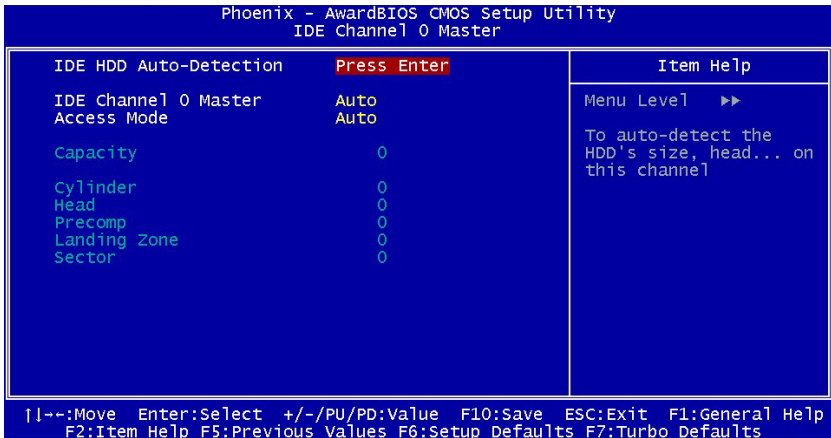 Phoenix - AwardBIOS CMOS Setup Utility
IDE Channel 0 Master
IDE HDD Auto-Detection Press Enter
IDE Channel 0 Master Auto
Access Mode Auto
Capacity 0
Cylinder 0
Head 0
Precomp 0
Landing Zone 0
Sector 0
Item Help
Menu Level ▶▶
To auto-detect the
HDD's size, head... on
this channel
↑↓→←:Move Enter:Select +/-/PU/PD:Value F10:Save ESC:Exit F1:General Help
F2:Item Help F5:Previous Values F6:Setup Defaults F7:Turbo Defaults